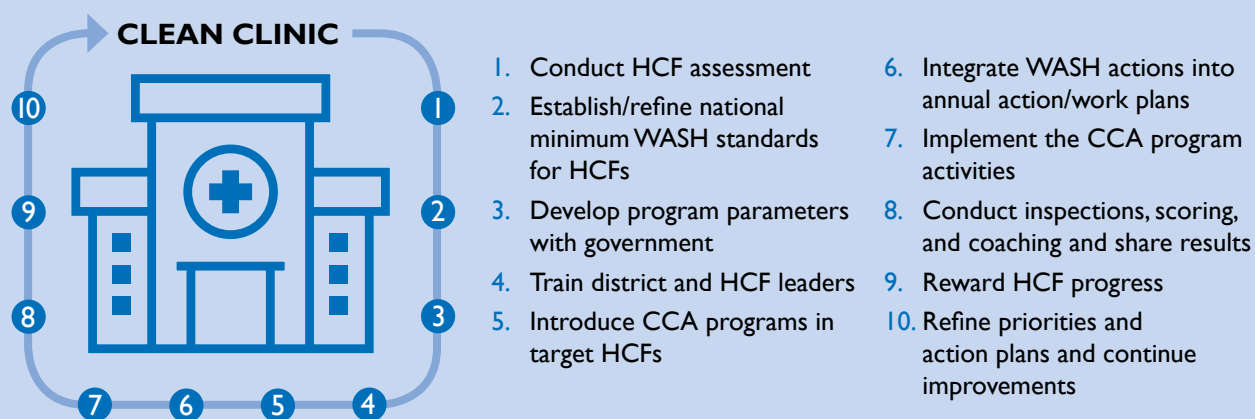 CLEAN CLINIC
10
1
9
2
8
3
7
6
5
4
1. Conduct HCF assessment
2. Establish/refine national
minimum WASH standards
for HCFs
3. Develop program parameters
with government
4. Train district and HCF leaders
5. Introduce CCA programs in
target HCFs
6. Integrate WASH actions into
annual action/work plans
7. Implement the CCA program
activities
8. Conduct inspections, scoring,
and coaching and share results
9. Reward HCF progress
10. Refine priorities and
action plans and continue
improvements